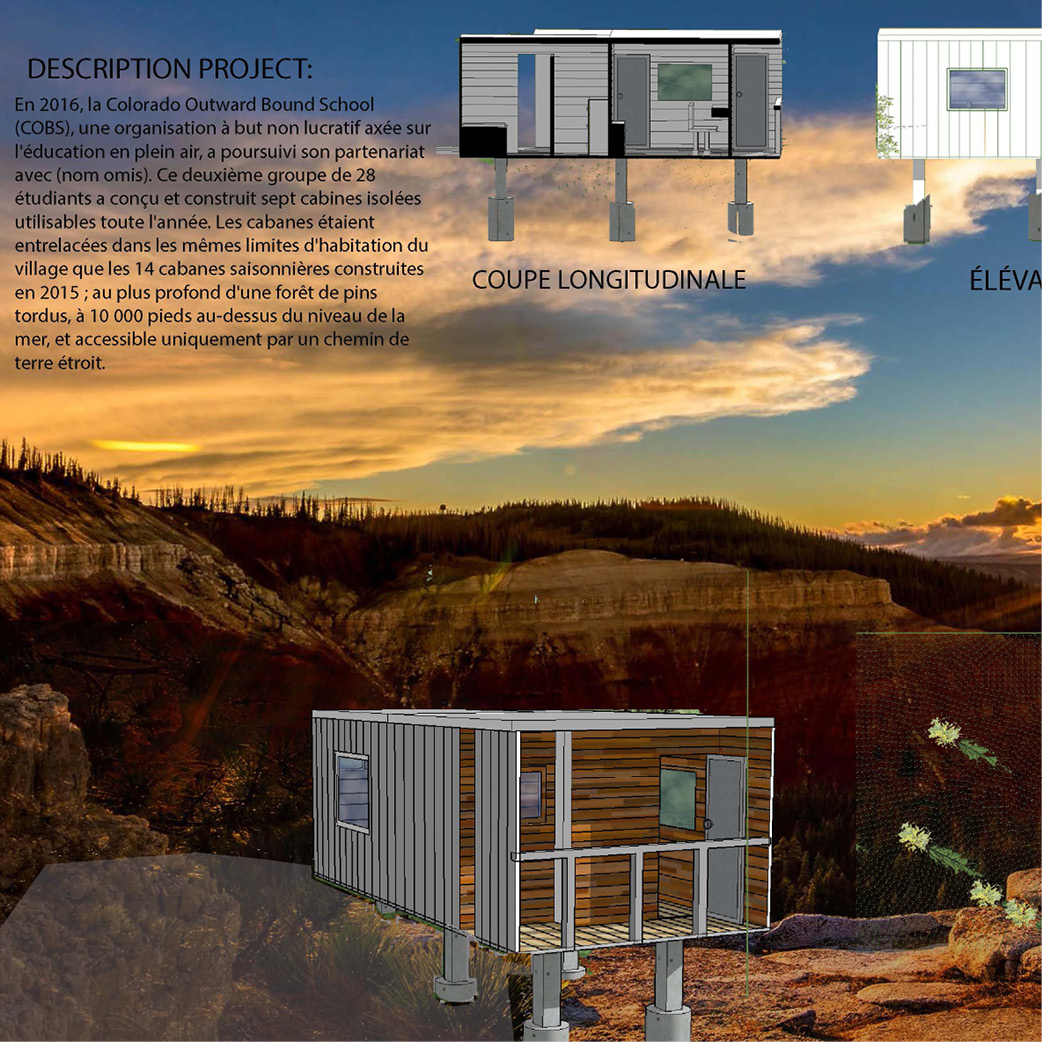 DESCRIPTION PROJECT:
En 2016, la Colorado Outward Bound School
(COBS), une organisation à but non lucratif axée sur
l'éducation en plein air, a poursuivi son partenariat
avec (nom omis). Ce deuxième groupe de 28
étudiants a conçu et construit sept cabines isolées
utilisables toute l'année. Les cabanes étaient
entrelacées dans les mêmes limites d'habitation du
village que les 14 cabanes saisonnières construites
en 2015 ; au plus profond d'une forêt de pins
tordus, à 10 000 pieds au-dessus du niveau de la
mer, et accessible uniquement par un chemin de
terre étroit.
COUPE LONGITUDINALE
ÉLÉVA